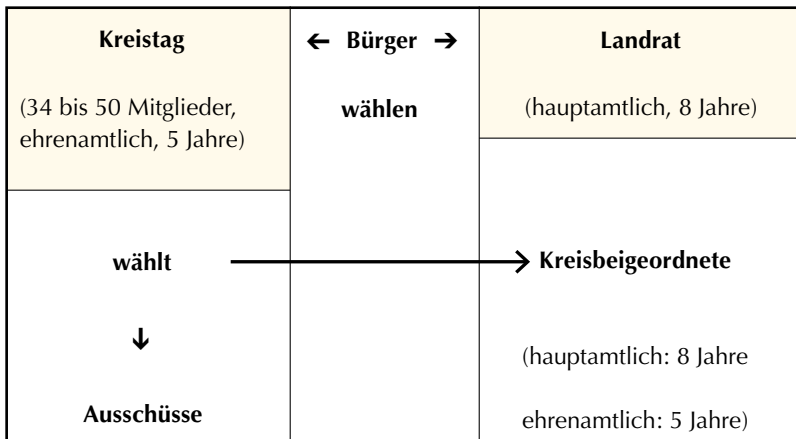 Kreistag
(34 bis 50 Mitglieder,
ehrenamtlich, 5 Jahre)
wählt
Ausschüsse
← Bürger →
wählen
Landrat
(hauptamtlich, 8 Jahre)
Kreisbeigeordnete
(hauptamtlich: 8 Jahre
ehrenamtlich: 5 Jahre)